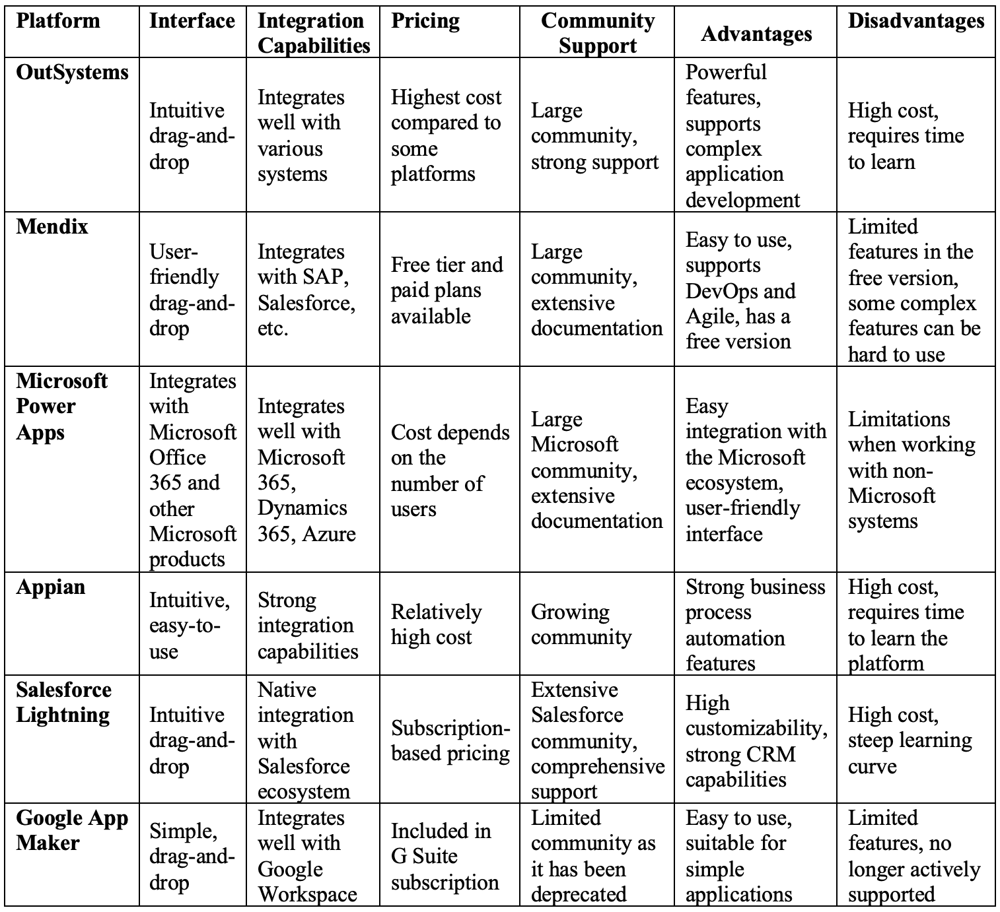 Platform
Interface
Integration
Capabilities
Pricing
Community
Support
Advantages
Disadvantages
OutSystems
Intuitive
drag-and-
drop
Integrates
well with
various
systems
Highest cost
compared to
some
platforms
Large
community,
strong support
Powerful
features,
supports
complex
application
development
High cost,
requires time
to learn
Mendix
User-
friendly
drag-and-
drop
Integrates
with SAP,
Salesforce,
etc.
Free tier and
paid plans
available
Large
community,
extensive
documentation
Easy to use,
supports
DevOps and
Agile, has a
free version
Limited
features in the
free version,
some complex
features can be
hard to use
Microsoft
Power
Apps
Integrates
with
Microsoft
Office
365 and
other
Microsoft
products
Integrates
well with
Microsoft
365,
Dynamics
365, Azure
Cost depends
on the
number of
users
Large
Microsoft
community,
extensive
documentation
Easy
integration with
the Microsoft
ecosystem,
user-friendly
interface
Limitations
when working
with non-
Microsoft
systems
Appian
Intuitive,
easy-to-
use
Strong
integration
capabilities
Relatively
high cost
Growing
community
Strong business
process
automation
features
High cost,
requires time
to learn the
platform
Salesforce
Lightning
Intuitive
drag-and-
drop
Native
integration
with
Salesforce
ecosystem
Subscription-
based pricing
Extensive
Salesforce
community,
comprehensive
support
High
customizability,
strong CRM
capabilities
High cost,
steep learning
curve
Google App
Maker
Simple,
drag-and-
drop
Integrates
well with
Google
Workspace
Included in
G Suite
subscription
Limited
community as
it has been
deprecated
Easy to use,
suitable for
simple
applications
Limited
features, no
longer actively
supported